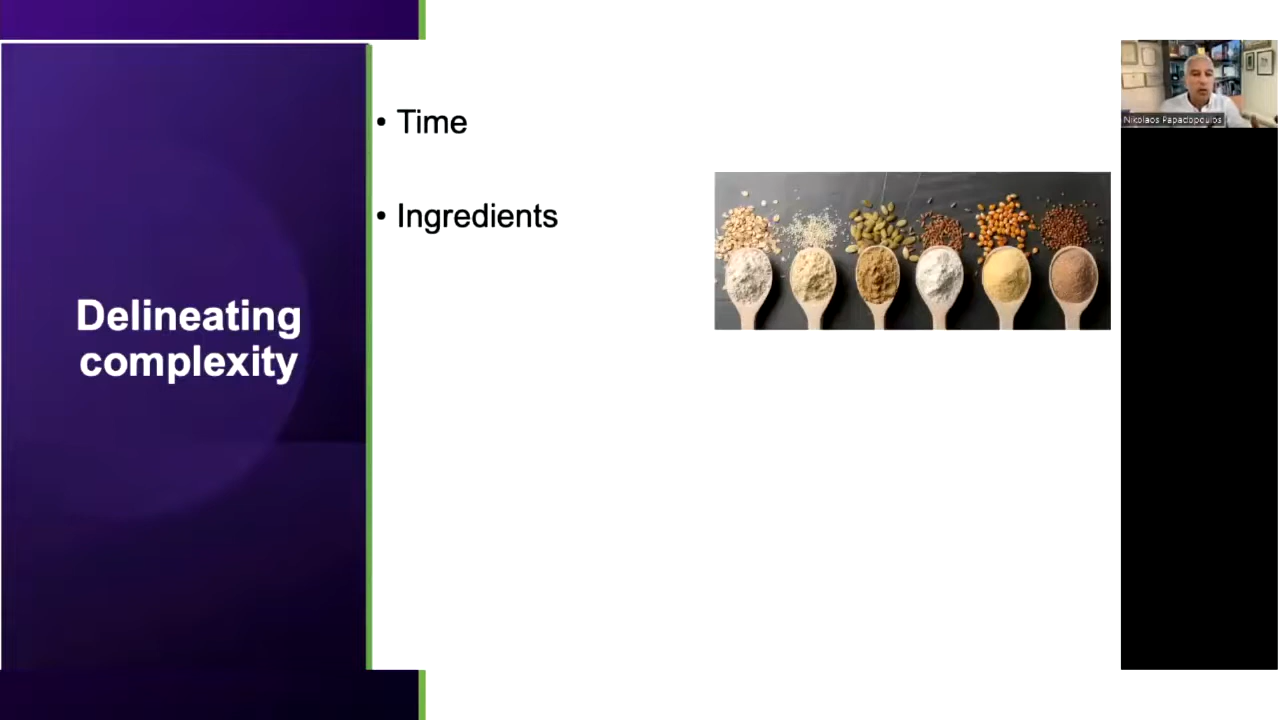 Delineating
complexity
• Time
• Ingredients
Nikolaos Papadopoulos